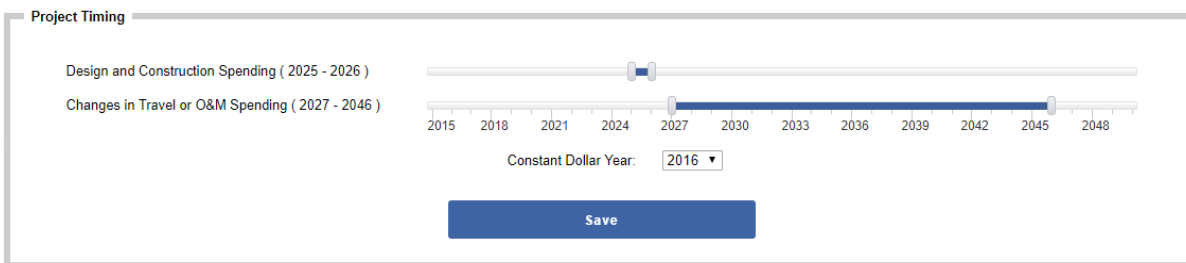 Project Timing
Design and Construction Spending ( 2025 - 2026 )
Changes in Travel or O&M Spending ( 2027 - 2046 )
2015 2018 2021 2024 2027 2030 2033 2036 2039 2042 2045 2048
Constant Dollar Year: 2016
Save